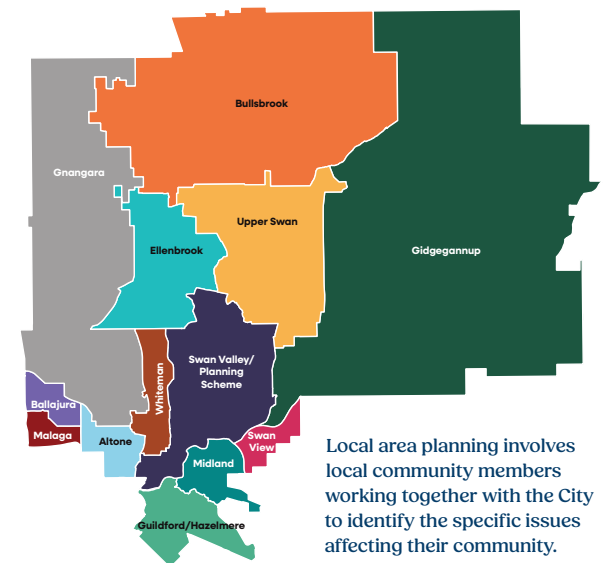 Bullsbrook
Gnangara
Upper Swan
Ellenbrook
Gidgegannup
Swan Valley/
Planning
Scheme
Whiteman
Ballajura
Malaga
Altone
Swan
View
Midland
Guildford/Hazelmere
Local area planning involves
local community members
working together with the City
to identify the specific issues
affecting their community.